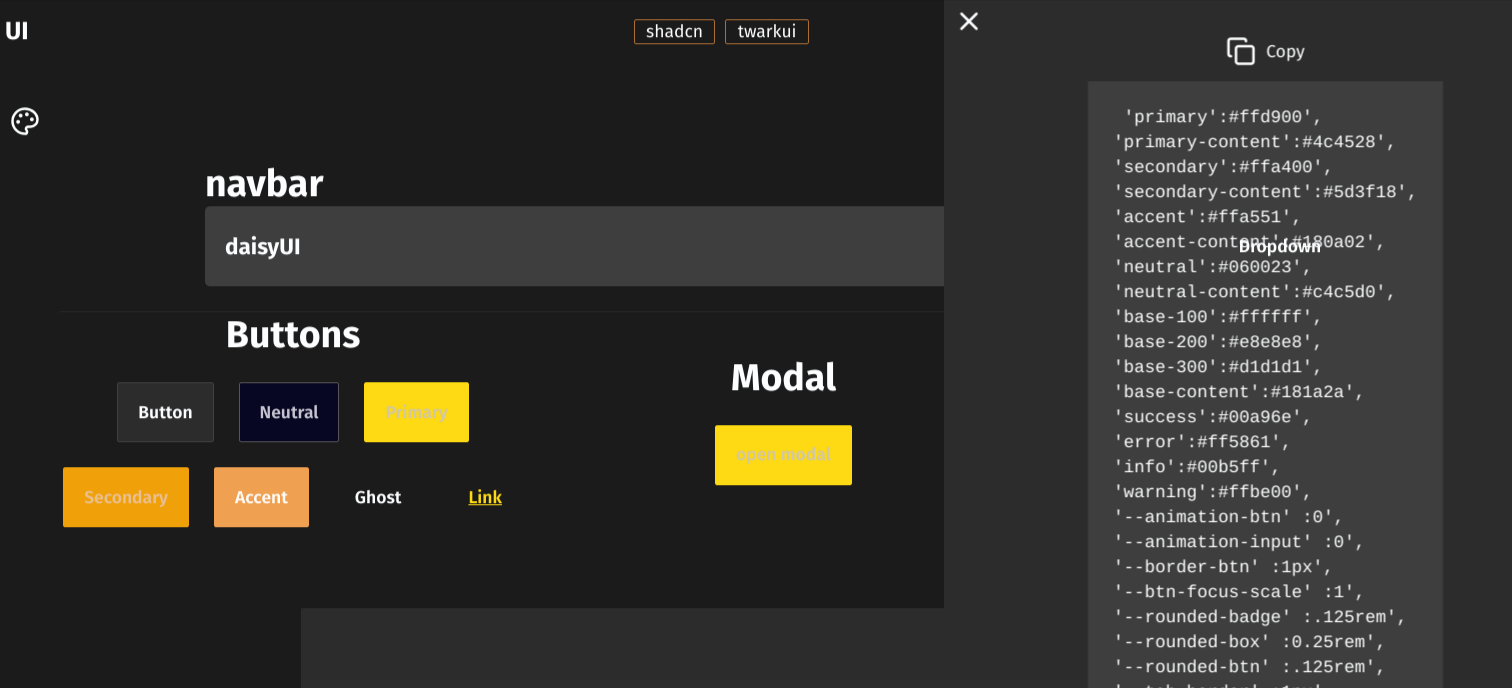 UI
shadcn twarkui
navbar
daisyUI
Buttons
Button Neutral Primary
Secondary Accent Ghost Link
Modal
open modal
Copy
'primary':#ffd900',
'primary-content':#4c4528',
'secondary':#ffa400',
'secondary-content':#5d3f18',
'accent':#ffa551',
'accent-content':#180a02',
Dropdown
'neutral':#060023',
'neutral-content':#c4c5d0',
'base-100':#ffffff',
'base-200':#e8e8e8',
'base-300':#d1d1d1',
'base-content':#181a2a',
'success':#00a96e',
'error':#ff5861',
'info':#00b5ff',
'warning':#ffbe00',
'--animation-btn' :0',
'--animation-input' :0',
'--border-btn' :1px',
'--btn-focus-scale' :1',
'--rounded-badge' :.125rem',
'--rounded-box' :0.25rem',
'--rounded-btn' :.125rem',